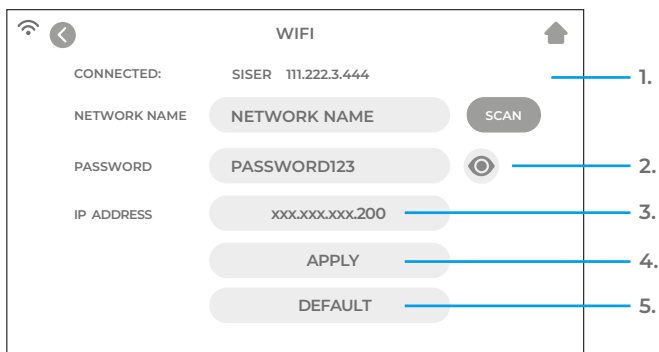 WIFI
CONNECTED: SISER 111.222.3.444 1.
NETWORK NAME NETWORK NAME SCAN
PASSWORD PASSWORD123 2.
IP ADDRESS xxx.xxx.xxx.200 3.
APPLY 4.
DEFAULT 5.